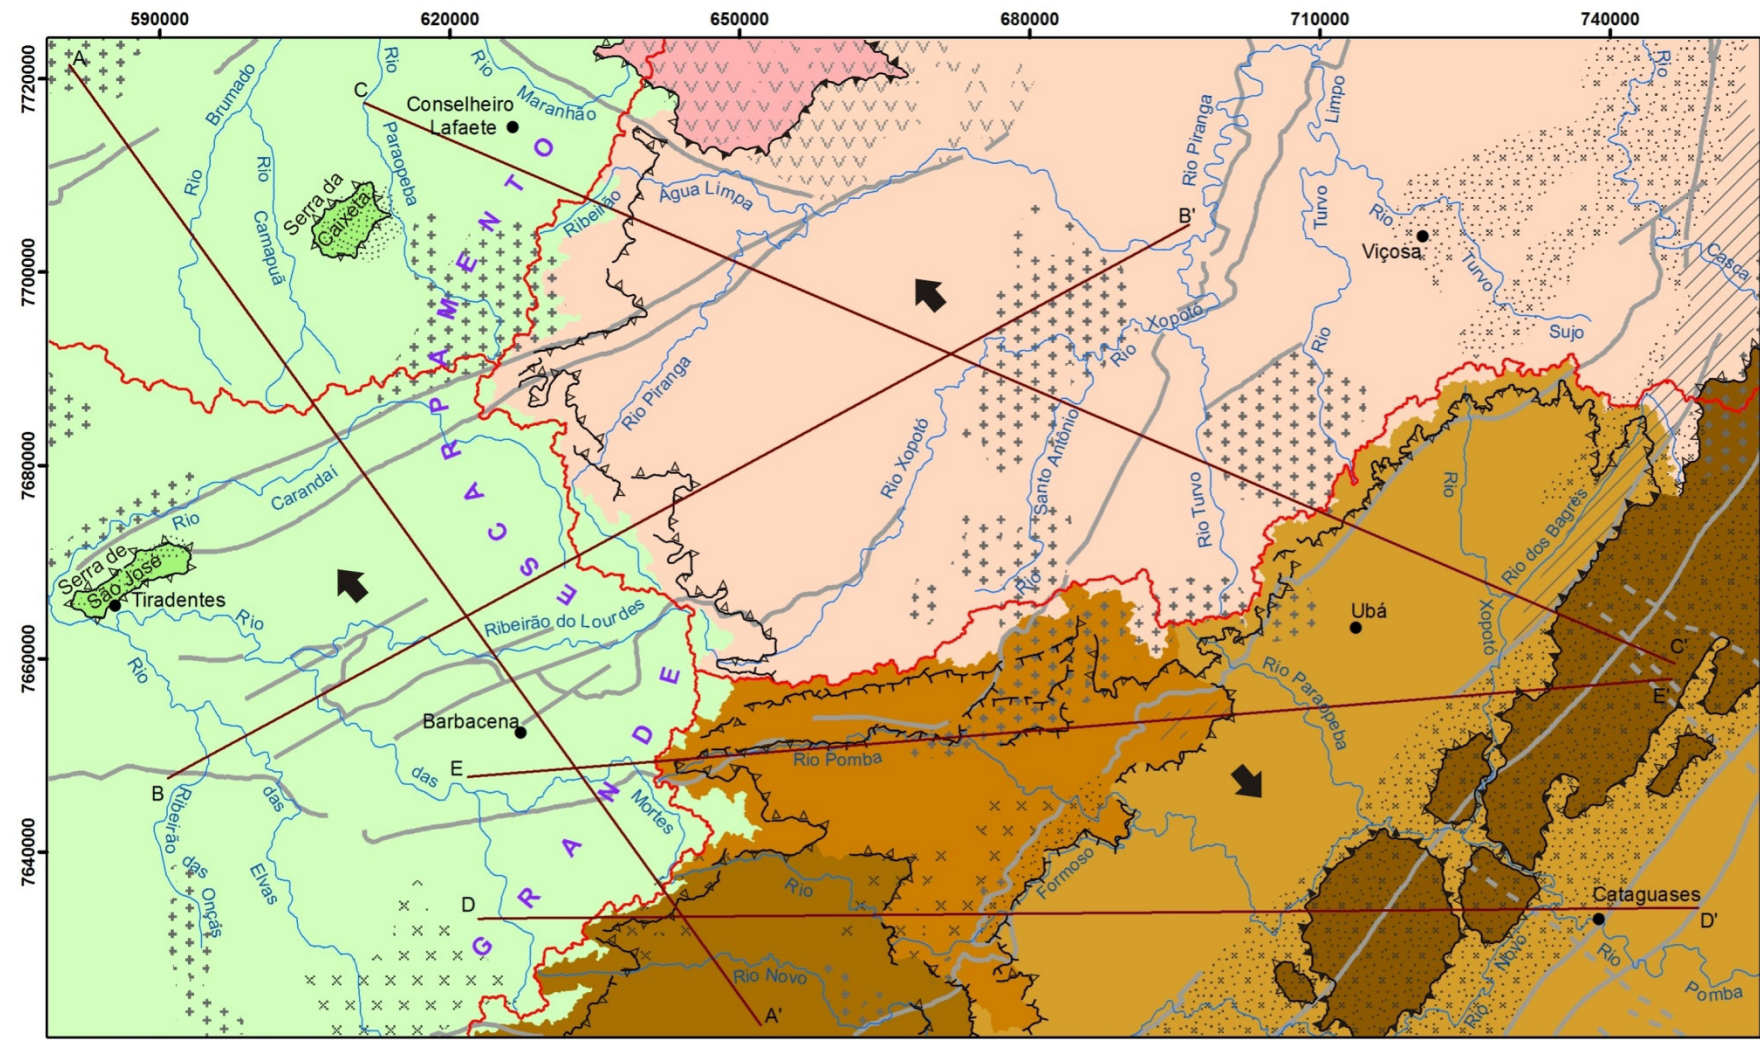 590000
620000
650000
680000
710000
740000
7720000
7700000
7680000
7660000
7640000
A
C
Rio
Rio
Maranhão
Conselheiro
Lafaete
Rio Brumado
Rio
Camapuã
Paraopeba
Serra da
Caixeta
Ribeirão
Água Limpa
Rio Piranga
Limpo
Rio
Turvo
Rio
Turvo
Viçosa
Casca
Sujo
B'
Xopotó
Rio
Rio
Rio Piranga
Rio Xopotó
Santo Antônio
Rio
Rio Turvo
Rio
Carandaí
Serra de
São José
Tiradentes
Rio
Rio
Ribeirão do Lourdes
Barbacena
E
das
das
Mortes
B
Ribeirão
das
Onças
Elvas
D
GRANDE ESCARPAMENTO
Rio Pomba
Formoso
Rio
Rio Novo
A'
Ubá
Rio Paraopeba
Rio
Xopotó
Rio dos Bagres
C'
E'
Cataguases
D'
Rio
Pomba
Rio Novo